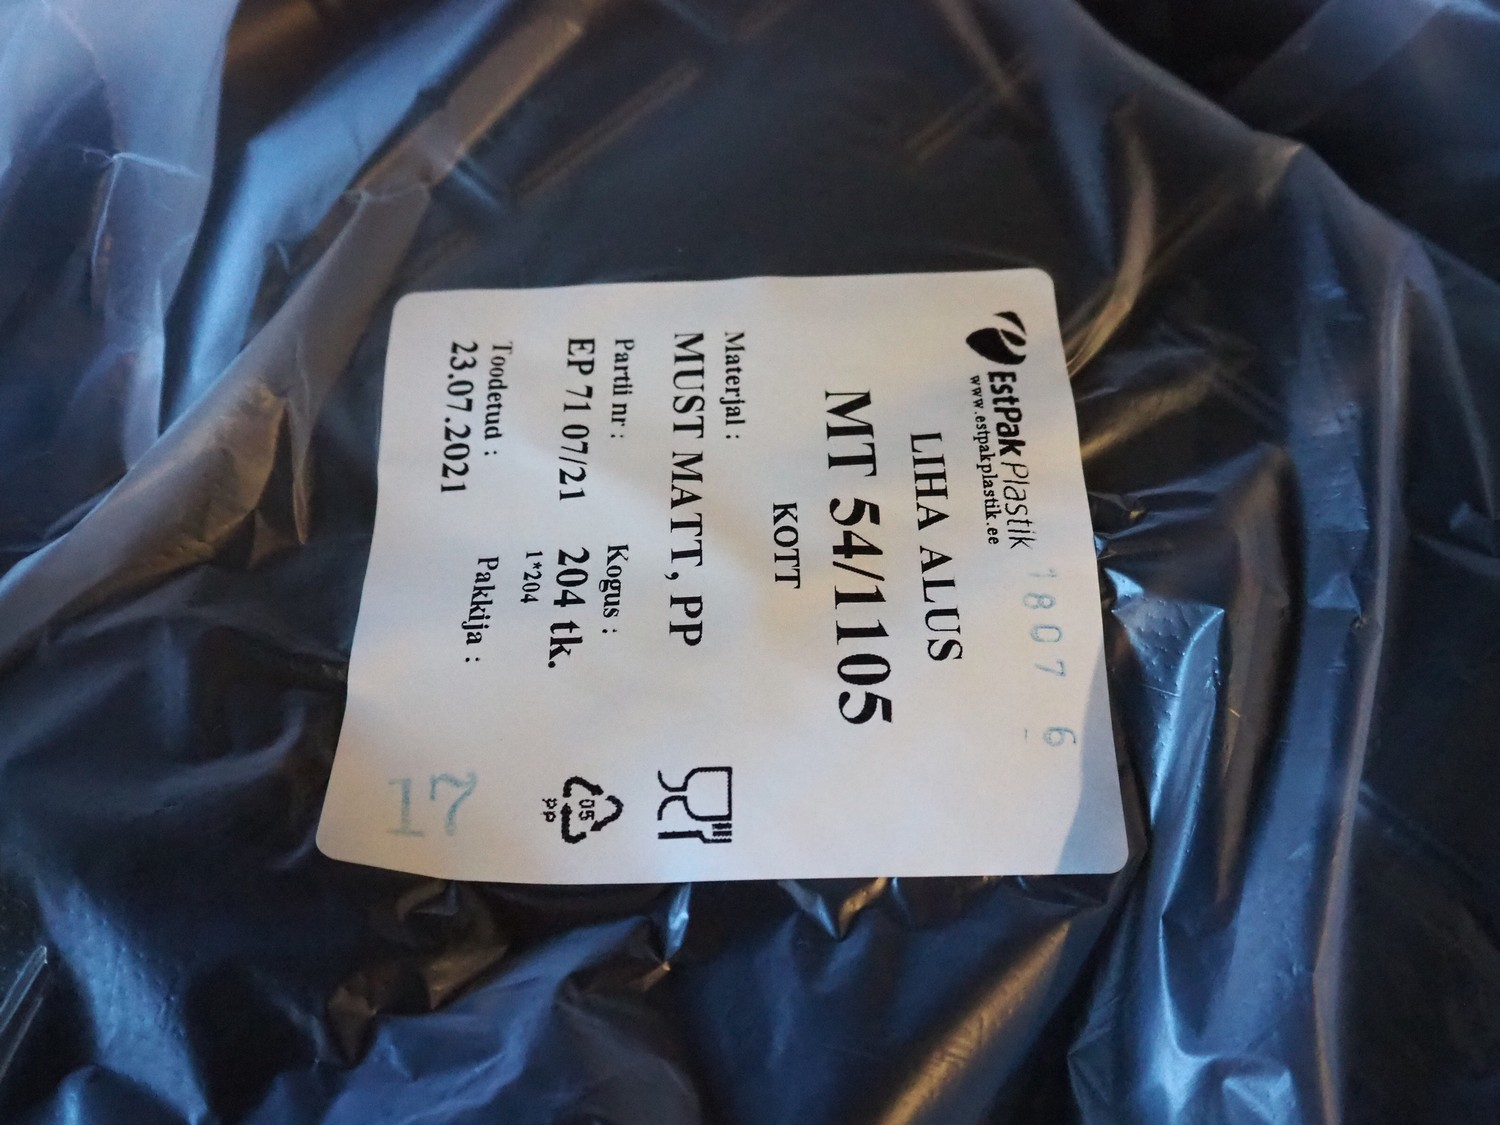 EstPak Plastik
www.estpakplastik.ee
1807 6
LIHA ALUS
MT 54/1105
KOTT
Materjal :
MUST MATT, PP
Partii nr :
EP 71 07/21
Kogus :
204 tk.
1*204
Toodetud :
23.07.2021
Pakkija :
17
05
PP